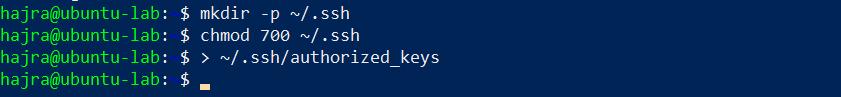 hajra@ubuntu-lab:~$ mkdir -p ~/.ssh
hajra@ubuntu-lab:~$ chmod 700 ~/.ssh
hajra@ubuntu-lab:~$ > ~/.ssh/authorized_keys
hajra@ubuntu-lab:~$